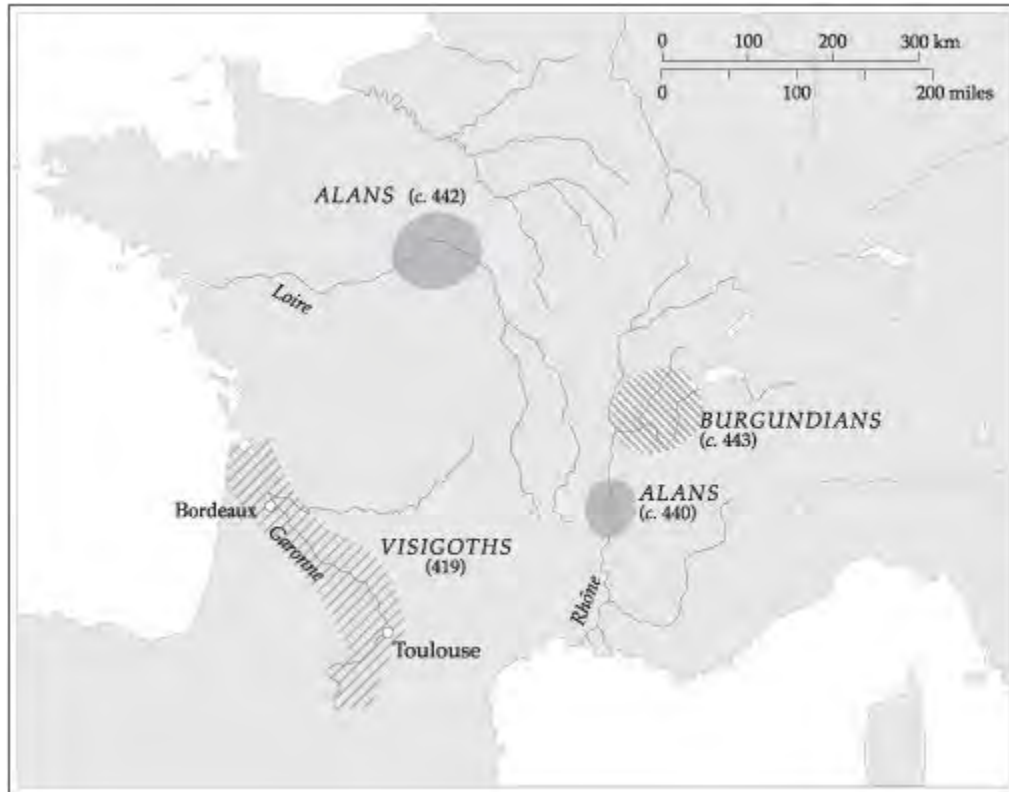 0 100 200 300 km
0 100 200 miles
ALANS (c. 442)
Loire
BURGUNDIANS
(c. 443)
ALANS
(c. 440)
Bordeaux
Garonne
VISIGOTHS
(419)
Rhône
Toulouse